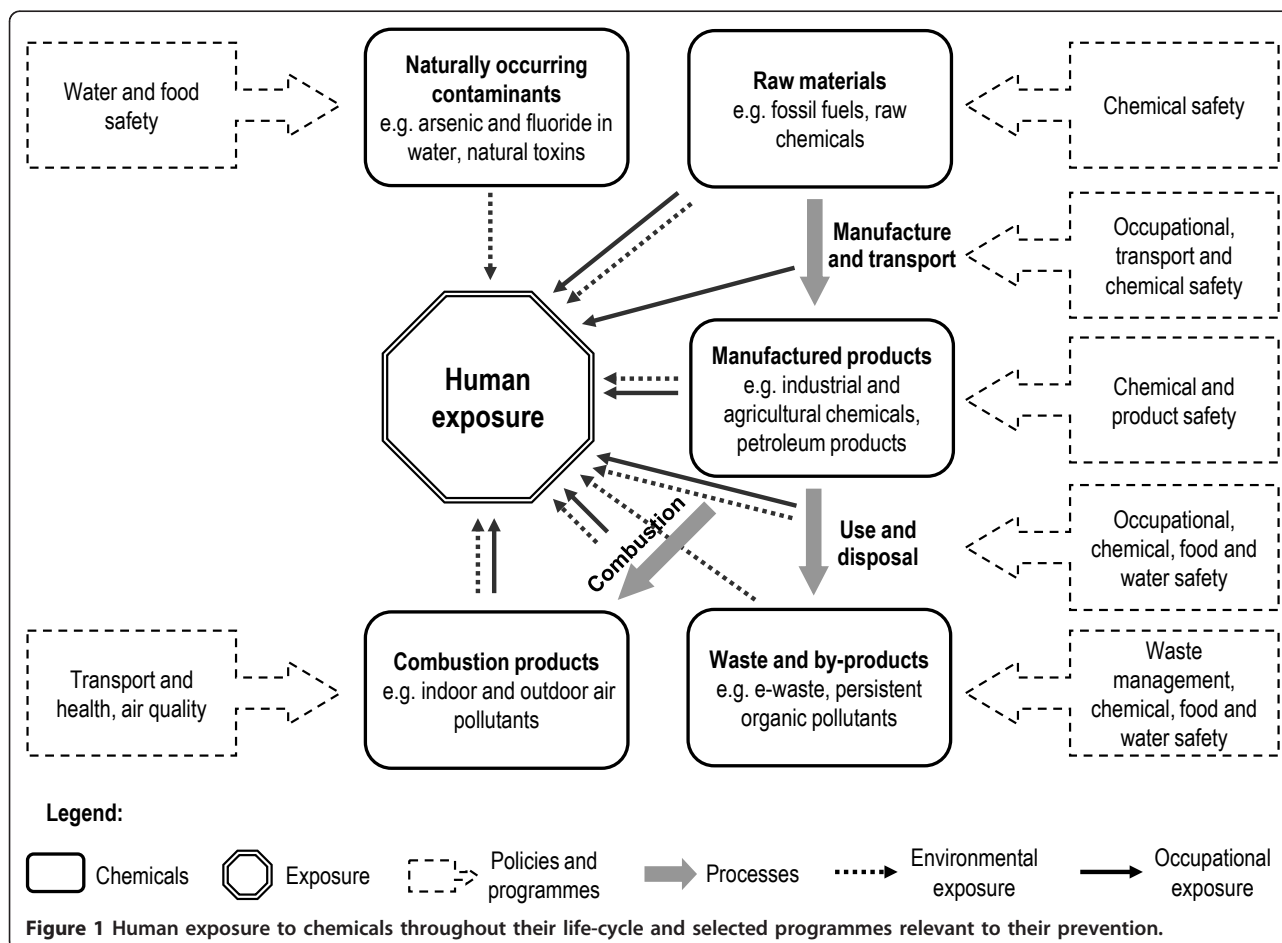 Water and food
safety
Naturally occurring
contaminants
e.g. arsenic and fluoride in
water, natural toxins
Raw materials
e.g. fossil fuels, raw
chemicals
Chemical safety
Manufacture
and transport
Occupational,
transport and
chemical safety
Human
exposure
Manufactured products
e.g. industrial and
agricultural chemicals,
petroleum products
Chemical and
product safety
Combustion
Use and
disposal
Occupational,
chemical, food and
water safety
Transport and
health, air quality
Combustion products
e.g. indoor and outdoor air
pollutants
Waste and by-products
e.g. e-waste, persistent
organic pollutants
Waste
management,
chemical, food and
water safety
Legend:
Chemicals
Exposure
Policies and
programmes
Processes
Environmental
exposure
Occupational
exposure
Figure 1 Human exposure to chemicals throughout their life-cycle and selected programmes relevant to their prevention.